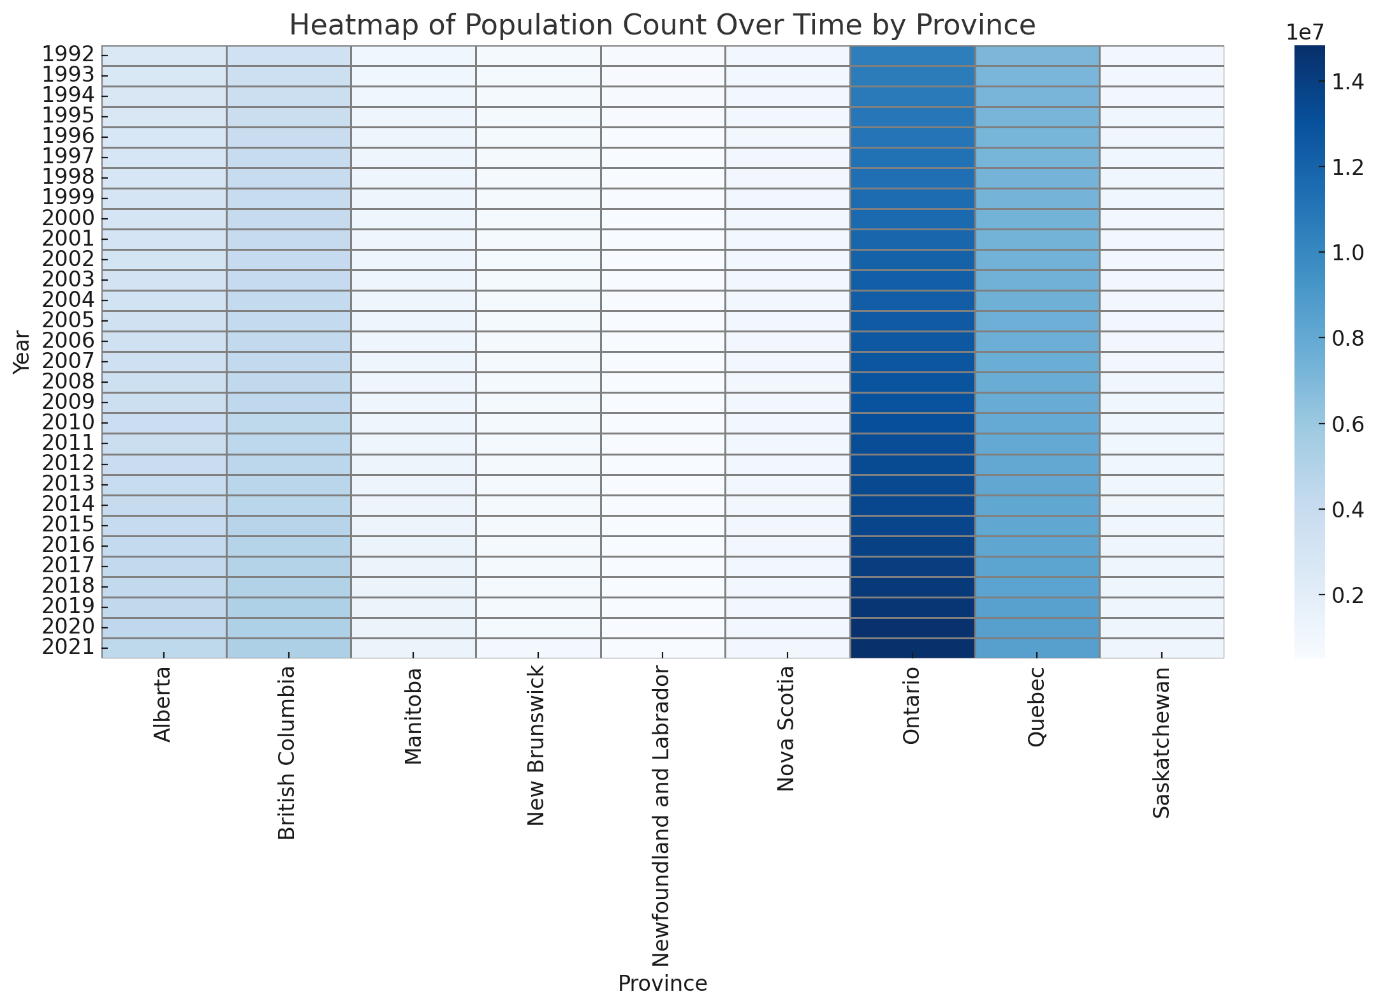 Heatmap of Population Count Over Time by Province
1e7
1992
1993
1994
1995
1996
1997
1998
1999
2000
2001
2002
2003
2004
2005
2006
2007
2008
2009
2010
2011
2012
2013
2014
2015
2016
2017
2018
2019
2020
2021
Year
1.4
1.2
1.0
0.8
0.6
0.4
0.2
Alberta
British Columbia
Manitoba
New Brunswick
Newfoundland and Labrador
Nova Scotia
Ontario
Quebec
Saskatchewan
Province